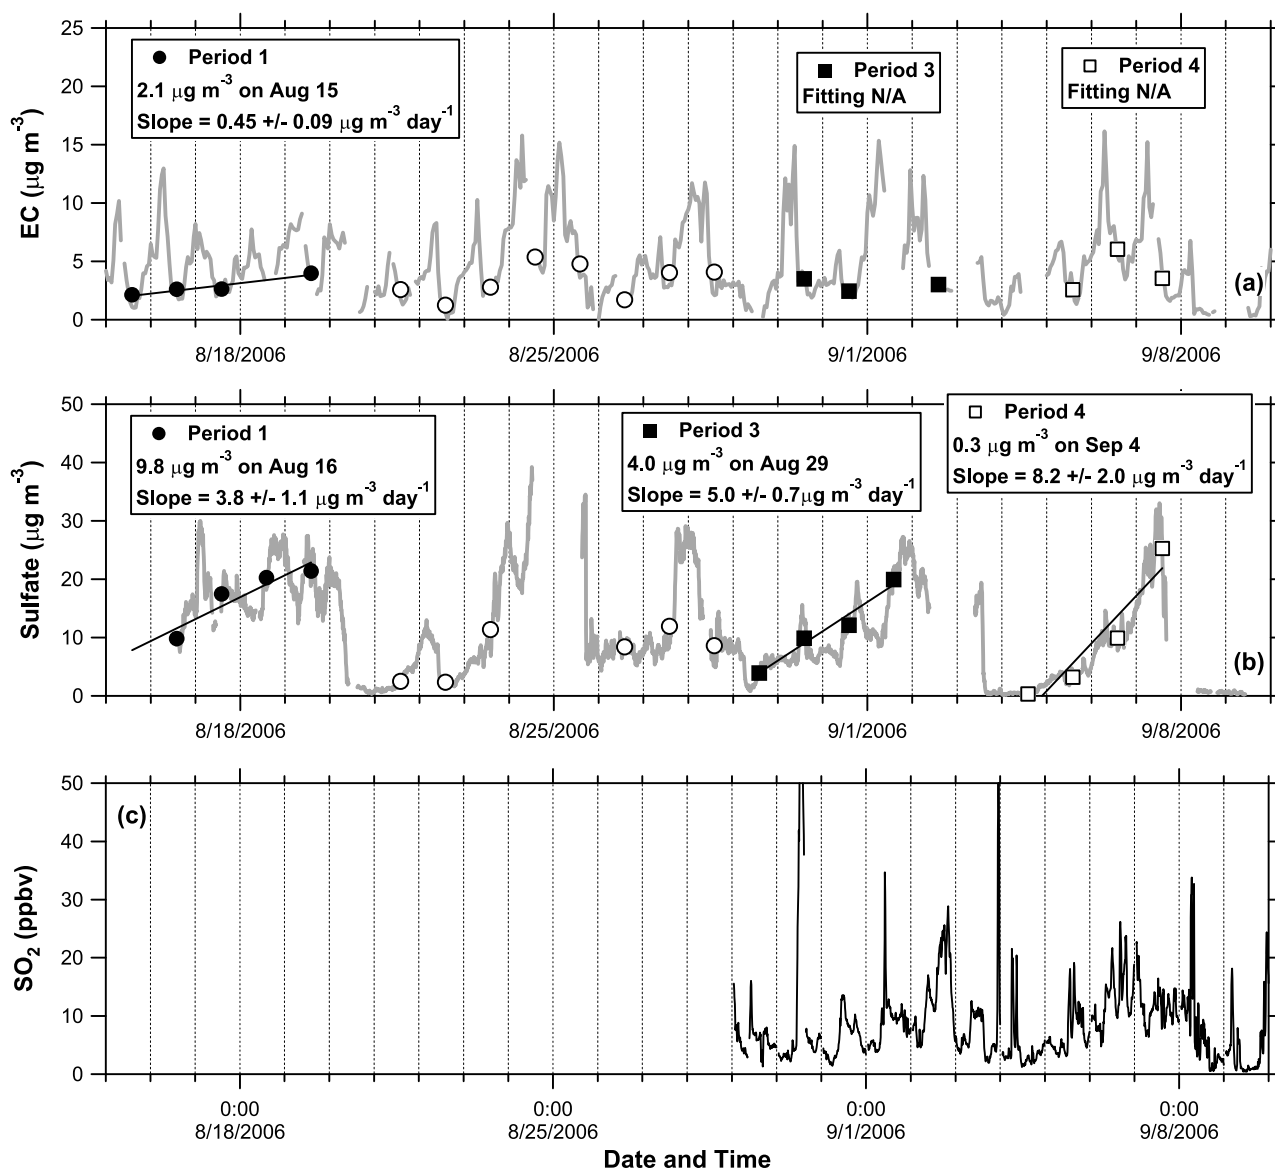 25
20
15
10
5
0
EC (µg m-3)
Period 1
2.1 µg m-3 on Aug 15
Slope = 0.45 +/- 0.09 µg m-3 day-1
Period 3
Fitting N/A
Period 4
Fitting N/A
(a)
8/18/2006
8/25/2006
9/1/2006
9/8/2006
50
40
30
20
10
0
Sulfate (µg m-3)
Period 1
9.8 µg m-3 on Aug 16
Slope = 3.8 +/- 1.1 µg m-3 day-1
Period 3
4.0 µg m-3 on Aug 29
Slope = 5.0 +/- 0.7µg m-3 day-1
Period 4
0.3 µg m-3 on Sep 4
Slope = 8.2 +/- 2.0 µg m-3 day-1
(b)
8/18/2006
8/25/2006
9/1/2006
9/8/2006
50
40
30
20
10
0
SO2 (ppbv)
(c)
0:00
8/18/2006
0:00
8/25/2006
0:00
9/1/2006
0:00
9/8/2006
Date and Time